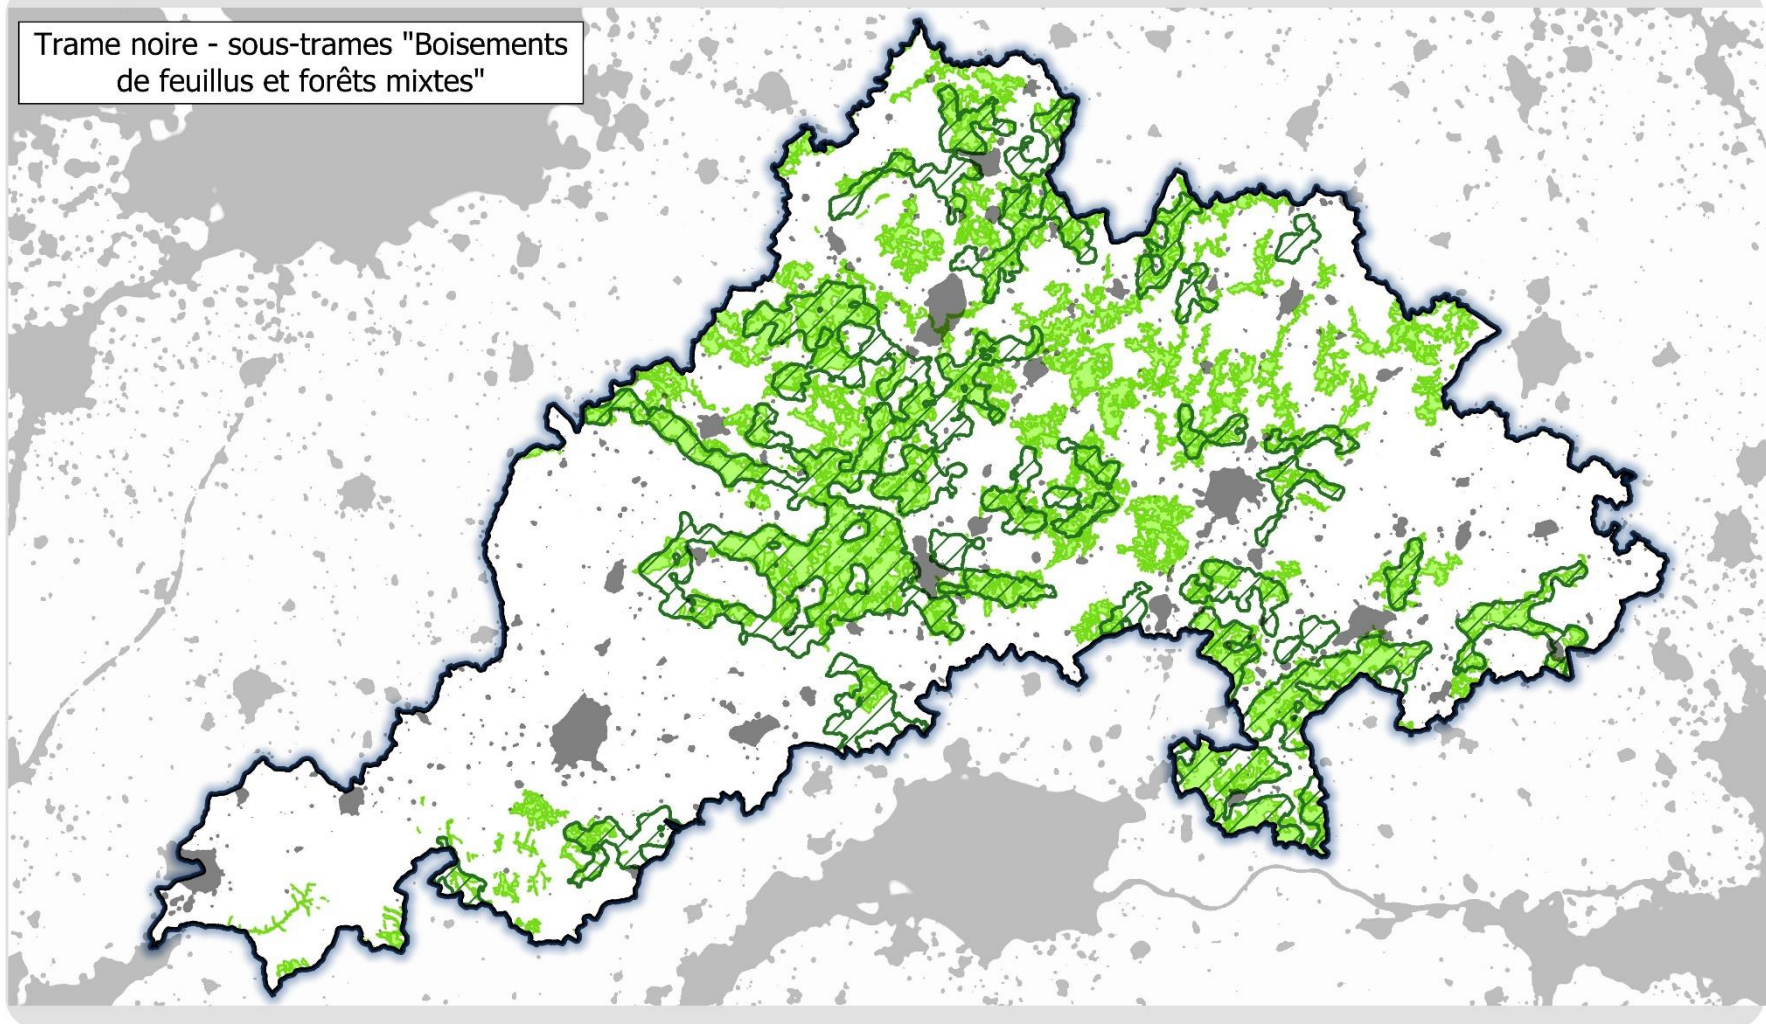 Trame noire - sous-trames "Boisements
de feuillus et forêts mixtes"